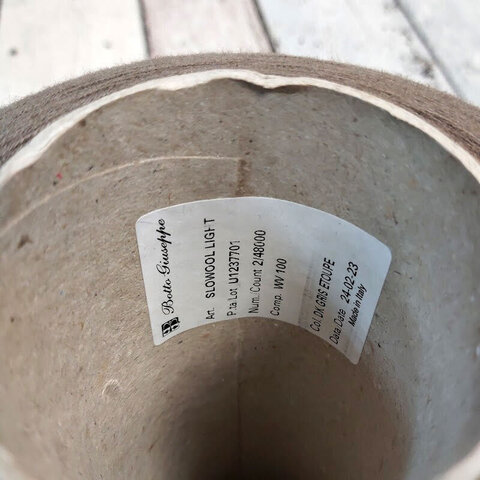 Botto Giuseppe
Art. SLOWOOL LIGHT
P.ta Lot U1237701
Num. Count 2/48000
Comp. WV 100
Col DK GRIS ETOUPE
Data Date 24-02-23
Made in Italy